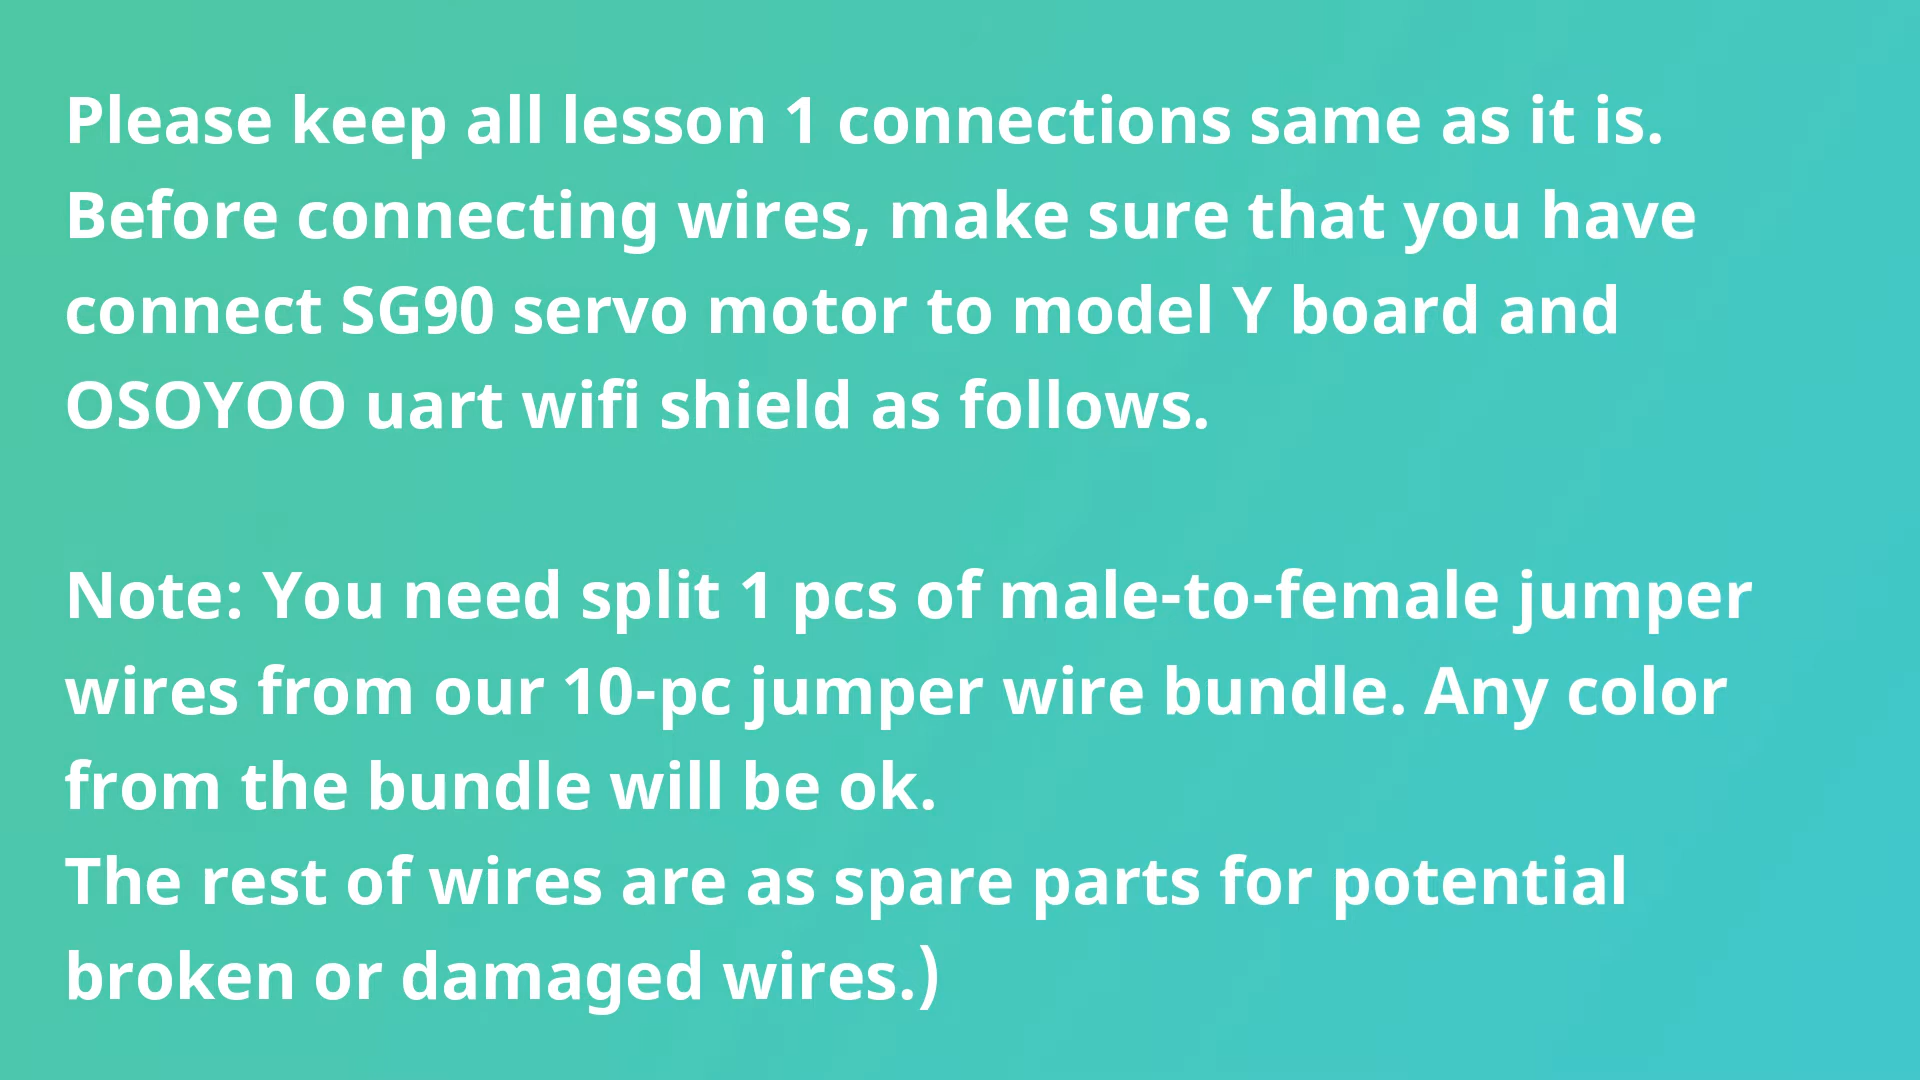 Please keep all lesson 1 connections same as it is.
Before connecting wires, make sure that you have
connect SG90 servo motor to model Y board and
OSOYOO uart wifi shield as follows.
Note: You need split 1 pcs of male-to-female jumper
wires from our 10-pc jumper wire bundle. Any color
from the bundle will be ok.
The rest of wires are as spare parts for potential
broken or damaged wires.)